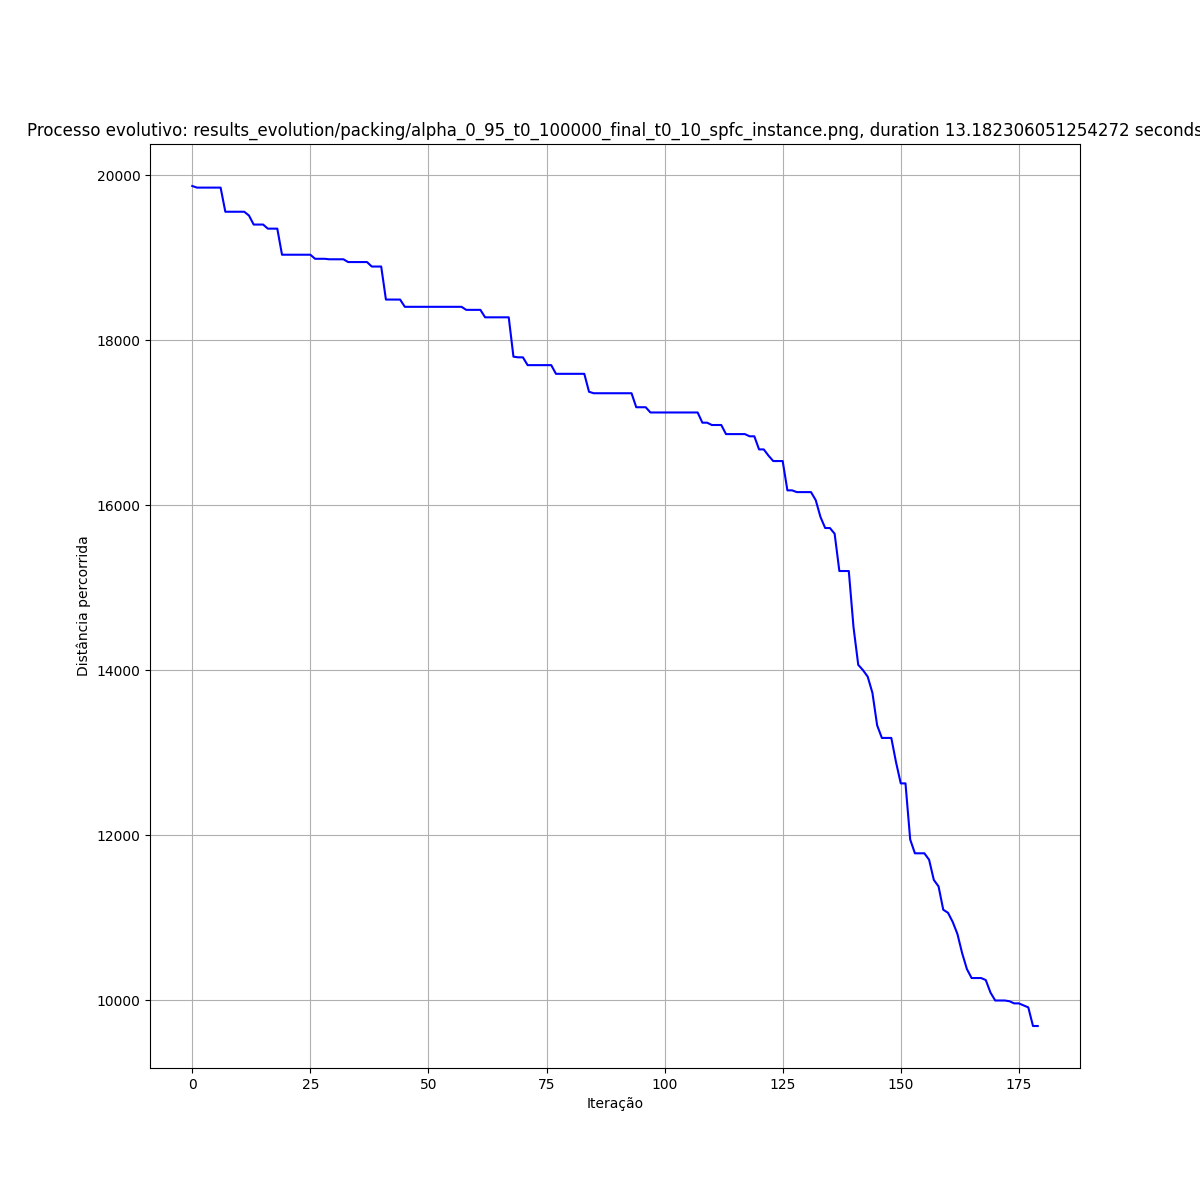 Processo evolutivo: results_evolution/packing/alpha_0_95_t0_100000_final_t0_10_spfc_instance.png, duration 13.182306051254272 seconds
20000
18000
16000
14000
12000
10000
Distância percorrida
0 25 50 75 100 125 150 175
Iteração